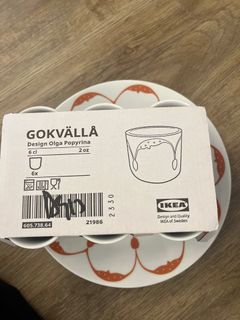 GOKVÄLLÅ
Design Olga Popyrina
6 cl 2 oz
6x
21986
2330
605.738.64
IKEA
Design and Quality
IKEA of Sweden